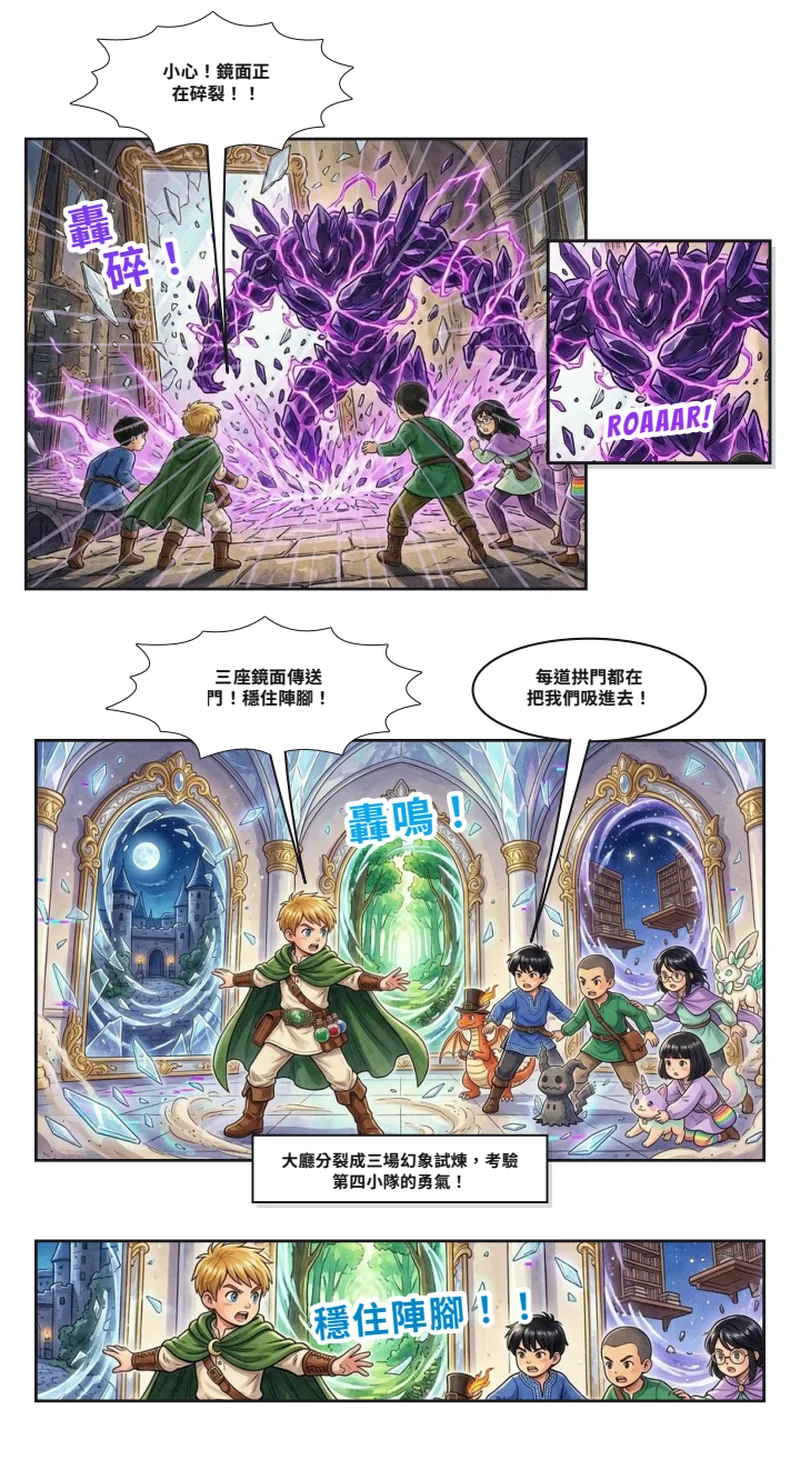 小心！鏡面正
在碎裂！！
轟
碎！
ROAAAR!
三座鏡面傳送
門！穩住陣腳！
每道拱門都在
把我們吸進去！
轟鳴！
大廳分裂成三場幻象試煉，考驗
第四小隊的勇氣！
穩住陣腳！！